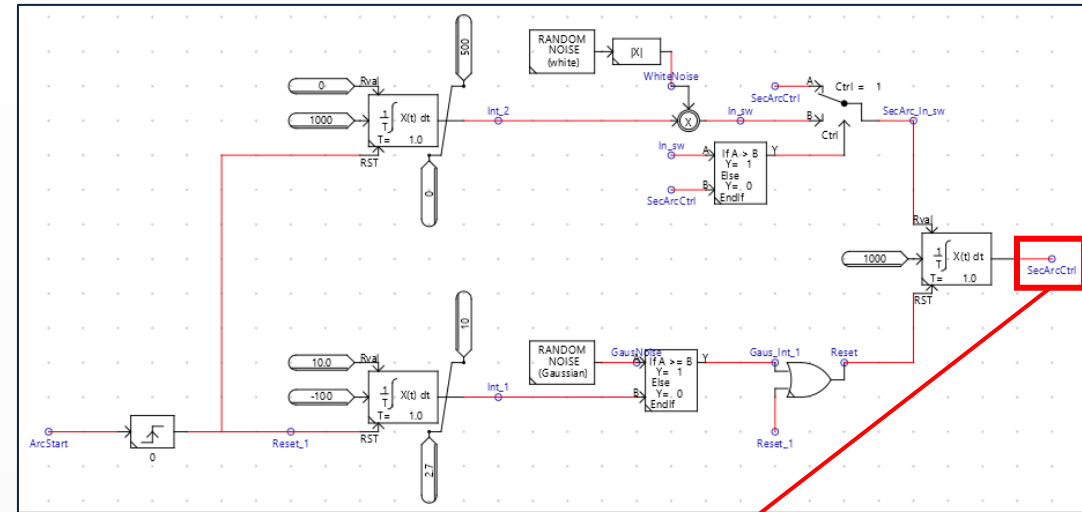 500
RANDOM
NOISE
(white)
|X|
WhiteNoise
0
Rval
1000
1
T
X(t) dt
T= 1.0
RST
Int_2
0
X
In_sw
SecArcCtrl
A
B
Ctrl = 1
Ctrl
SecArc_In_sw
In_sw
SecArcCtrl
A
B
If A > B
Y= 1
Else
Y=. 0
EndIf
Y
Rval
1000
1
T
X(t) dt
T= 1.0
RST
SecArcCtrl
10
10.0
Rval
-100
1
T
X(t) dt
T= 1.0
RST
Int_1
2.7
RANDOM
NOISE
(Gaussian)
GausNoise
A
B
If A >= B
Y= 1
Else
Y=. 0
EndIf
Y
Gaus_Int_1
Reset
Reset_1
ArcStart
0
Reset_1